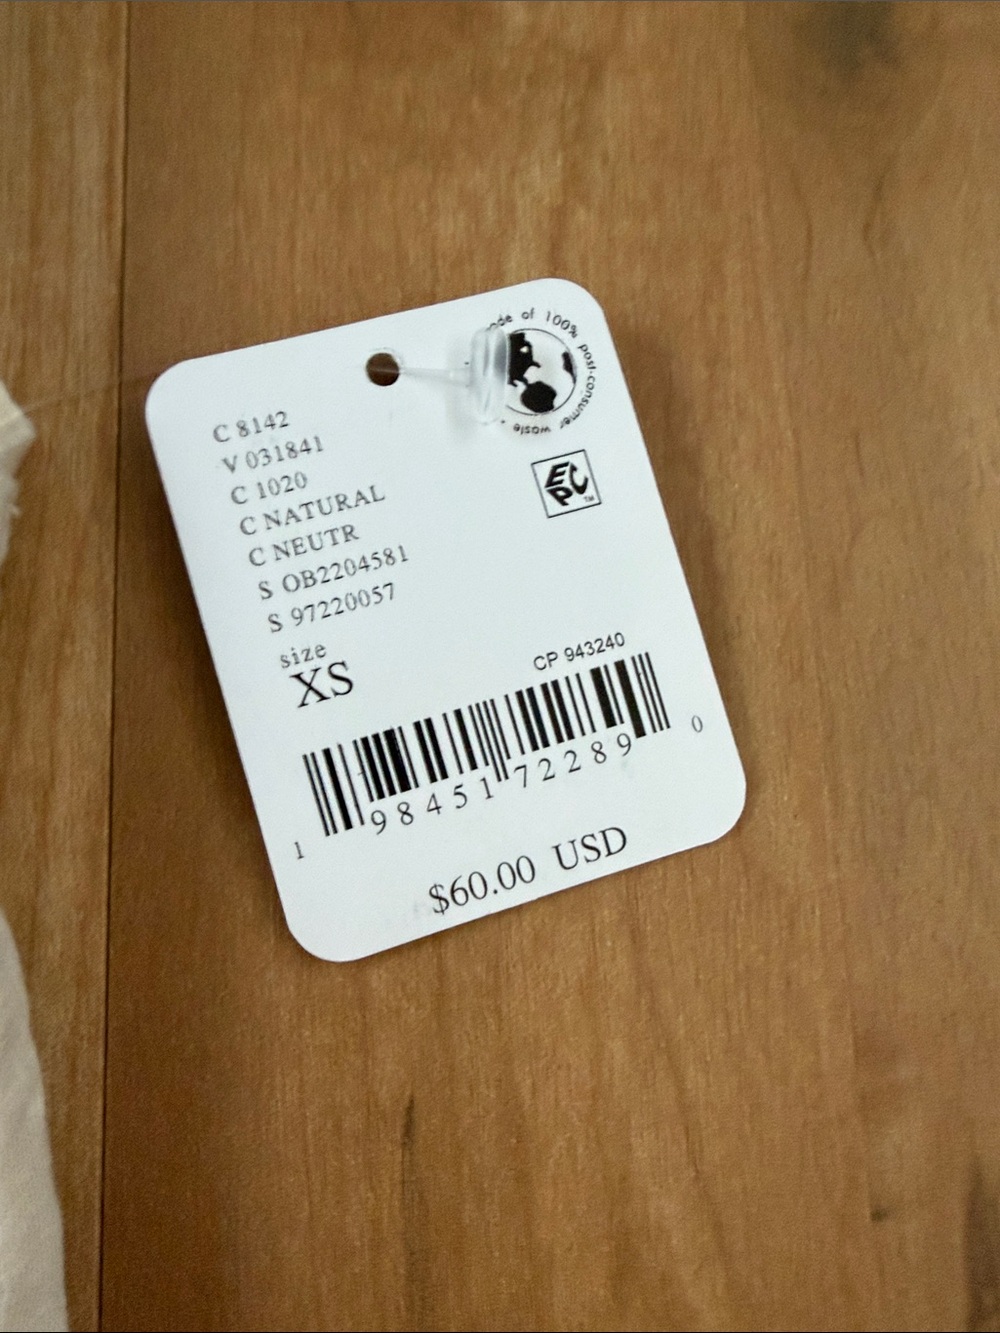 made of 100% post-consumer waste •
C 8142
V 031841
C 1020
C NATURAL
C NEUTR
S OB2204581
S 97220057
EPC™
size
XS
CP 943240
1 98451 72289 0
$60.00 USD